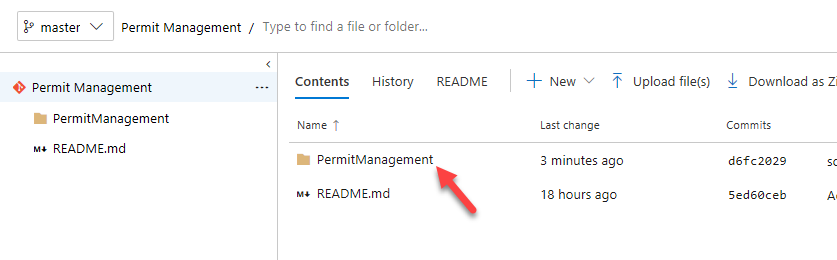 master Permit Management / Type to find a file or folder...
Permit Management ...
PermitManagement
README.md
Contents History README New Upload file(s) Download as Zi
Name ↑ Last change Commits
PermitManagement 3 minutes ago d6fc2029 sc
M↓ README.md 18 hours ago 5ed60ceb Ad